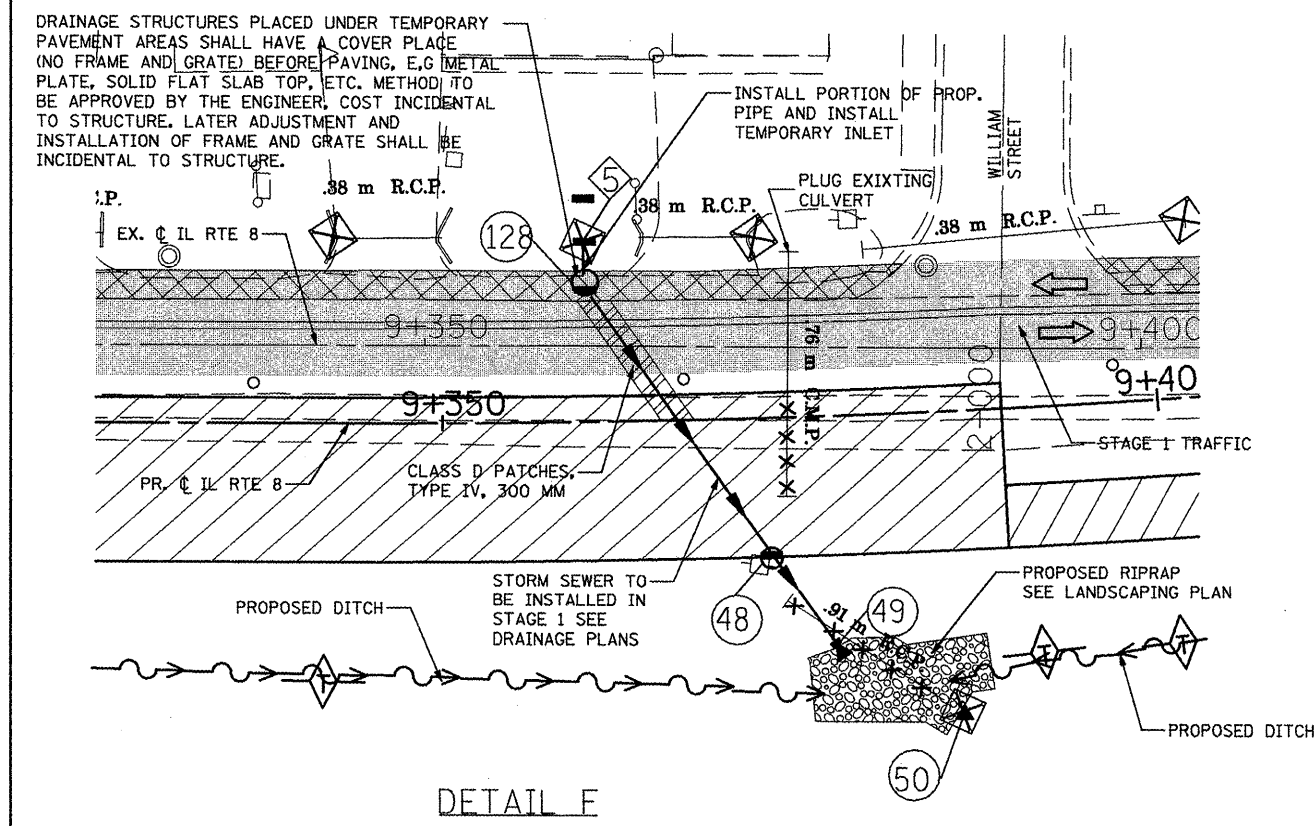 DRAINAGE STRUCTURES PLACED UNDER TEMPORARY
PAVEMENT AREAS SHALL HAVE A COVER PLACE
(NO FRAME AND GRATE) BEFORE PAVING, E.G METAL
PLATE, SOLID FLAT SLAB TOP, ETC. METHOD TO
BE APPROVED BY THE ENGINEER. COST INCIDENTAL
TO STRUCTURE. LATER ADJUSTMENT AND
INSTALLATION OF FRAME AND GRATE SHALL BE
INCIDENTAL TO STRUCTURE.
INSTALL PORTION OF PROP.
PIPE AND INSTALL
TEMPORARY INLET
WILLIAM
STREET
PLUG EXIXTING
CULVERT
5
.P.
.38 m R.C.P.
38 m R.C.P.
.38 m R.C.P.
EX. ℄ IL RTE 8
128
9+350
9+400
.76 m C.M.P.
2+000
9+350
9+40
STAGE 1 TRAFFIC
PR. ℄ IL RTE 8
CLASS D PATCHES,
TYPE IV, 300 MM
STORM SEWER TO
BE INSTALLED IN
STAGE 1 SEE
DRAINAGE PLANS
PROPOSED RIPRAP
SEE LANDSCAPING PLAN
PROPOSED DITCH
48
49
.91 m R.C.P.
T
T
T
PROPOSED DITCH
50
DETAIL F